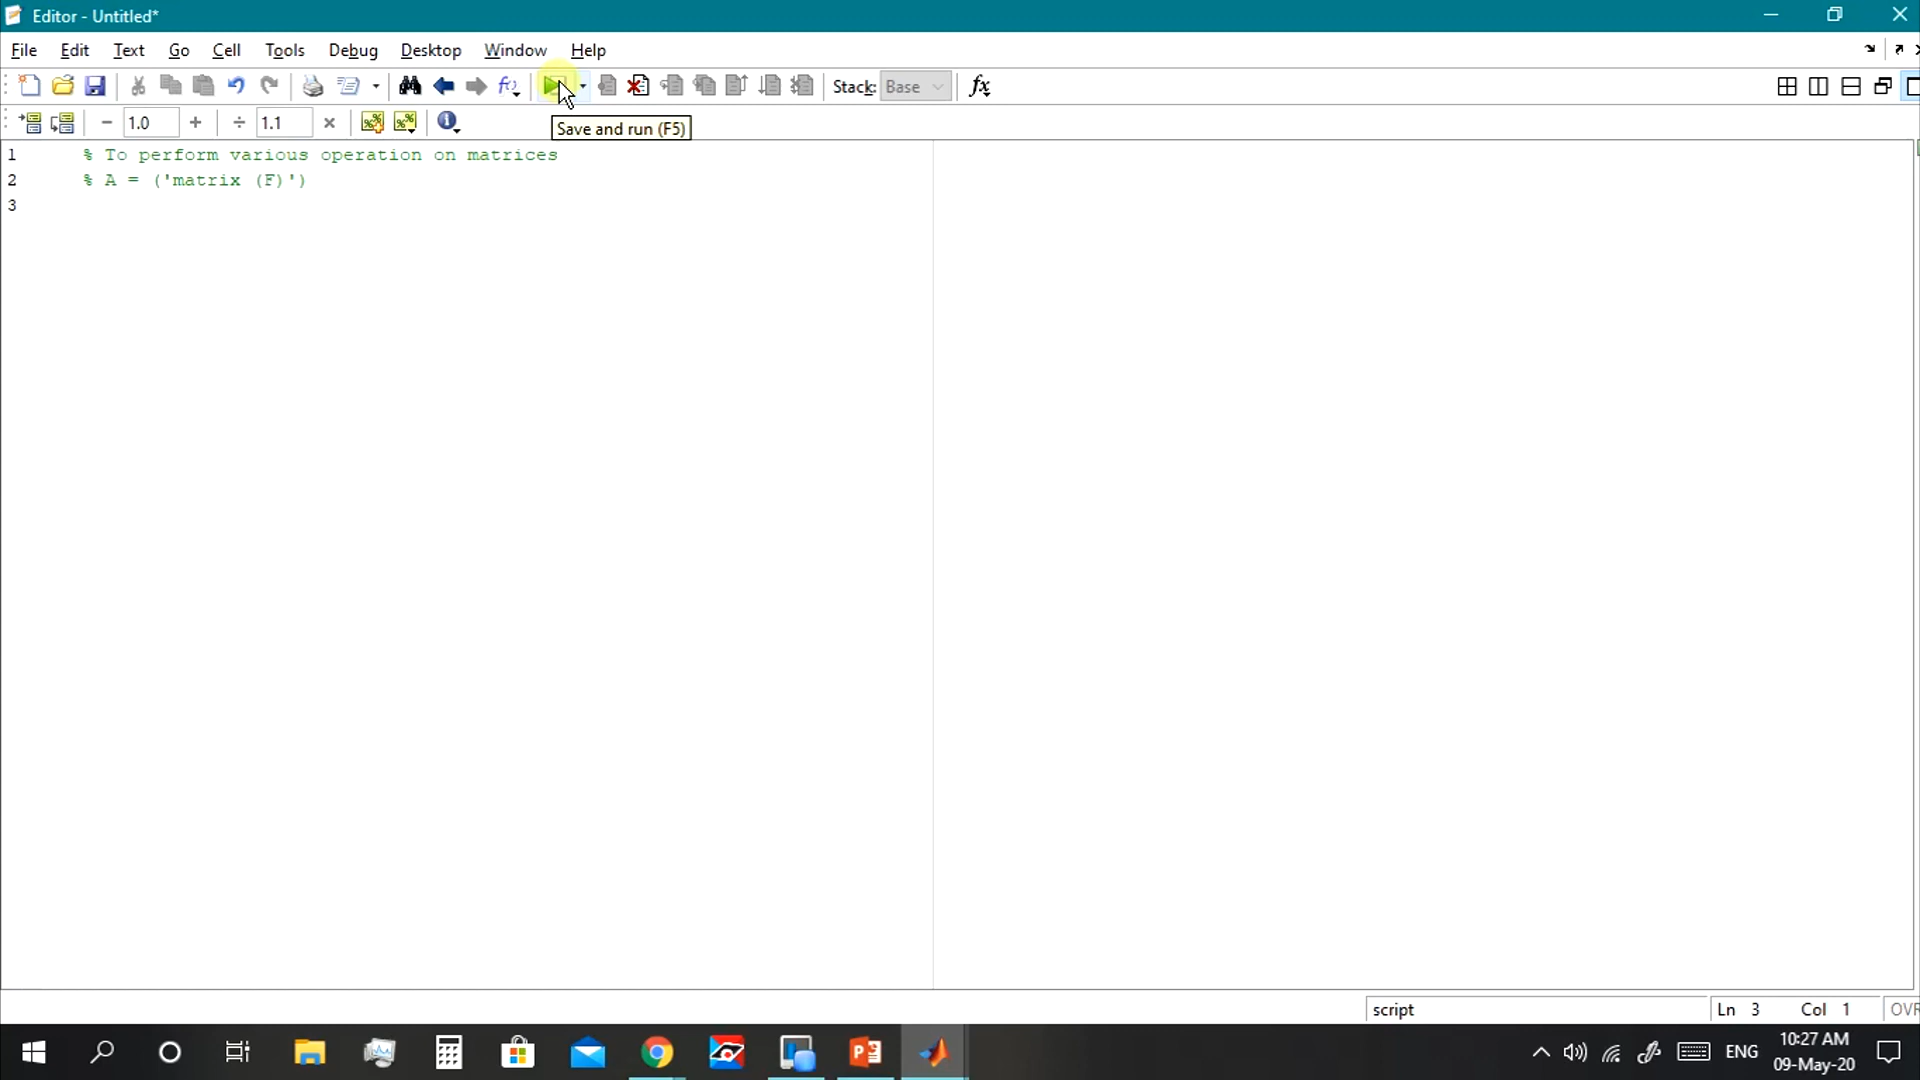 Editor - Untitled*
File Edit Text Go Cell Tools Debug Desktop Window Help
Stack: Base fx
− 1.0 + ÷ 1.1 ×
Save and run (F5)
1 % To perform various operation on matrices
2 % A = ('matrix (F)')
3
script Ln 3 Col 1 OVR
ENG 10:27 AM
09-May-20